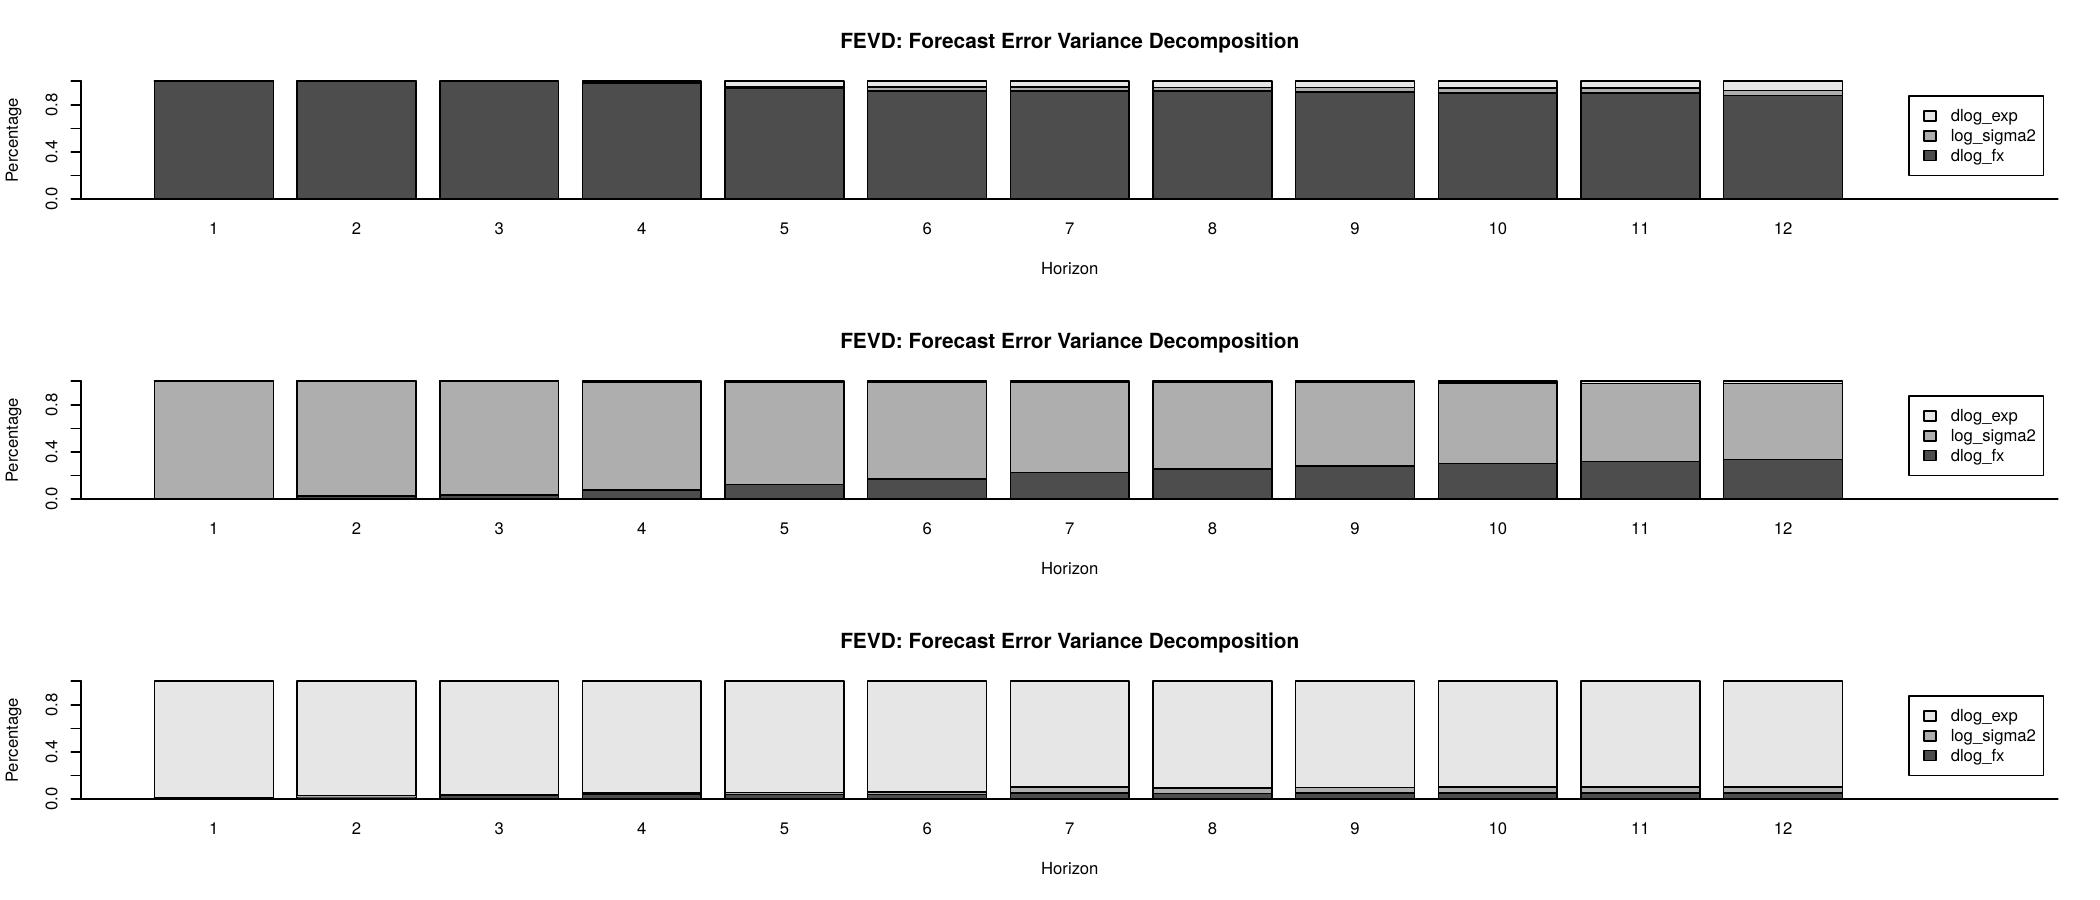 FEVD: Forecast Error Variance Decomposition
Percentage
0.0 0.4 0.8
dlog_exp
log_sigma2
dlog_fx
1 2 3 4 5 6 7 8 9 10 11 12
Horizon
FEVD: Forecast Error Variance Decomposition
Percentage
0.0 0.4 0.8
dlog_exp
log_sigma2
dlog_fx
1 2 3 4 5 6 7 8 9 10 11 12
Horizon
FEVD: Forecast Error Variance Decomposition
Percentage
0.0 0.4 0.8
dlog_exp
log_sigma2
dlog_fx
1 2 3 4 5 6 7 8 9 10 11 12
Horizon